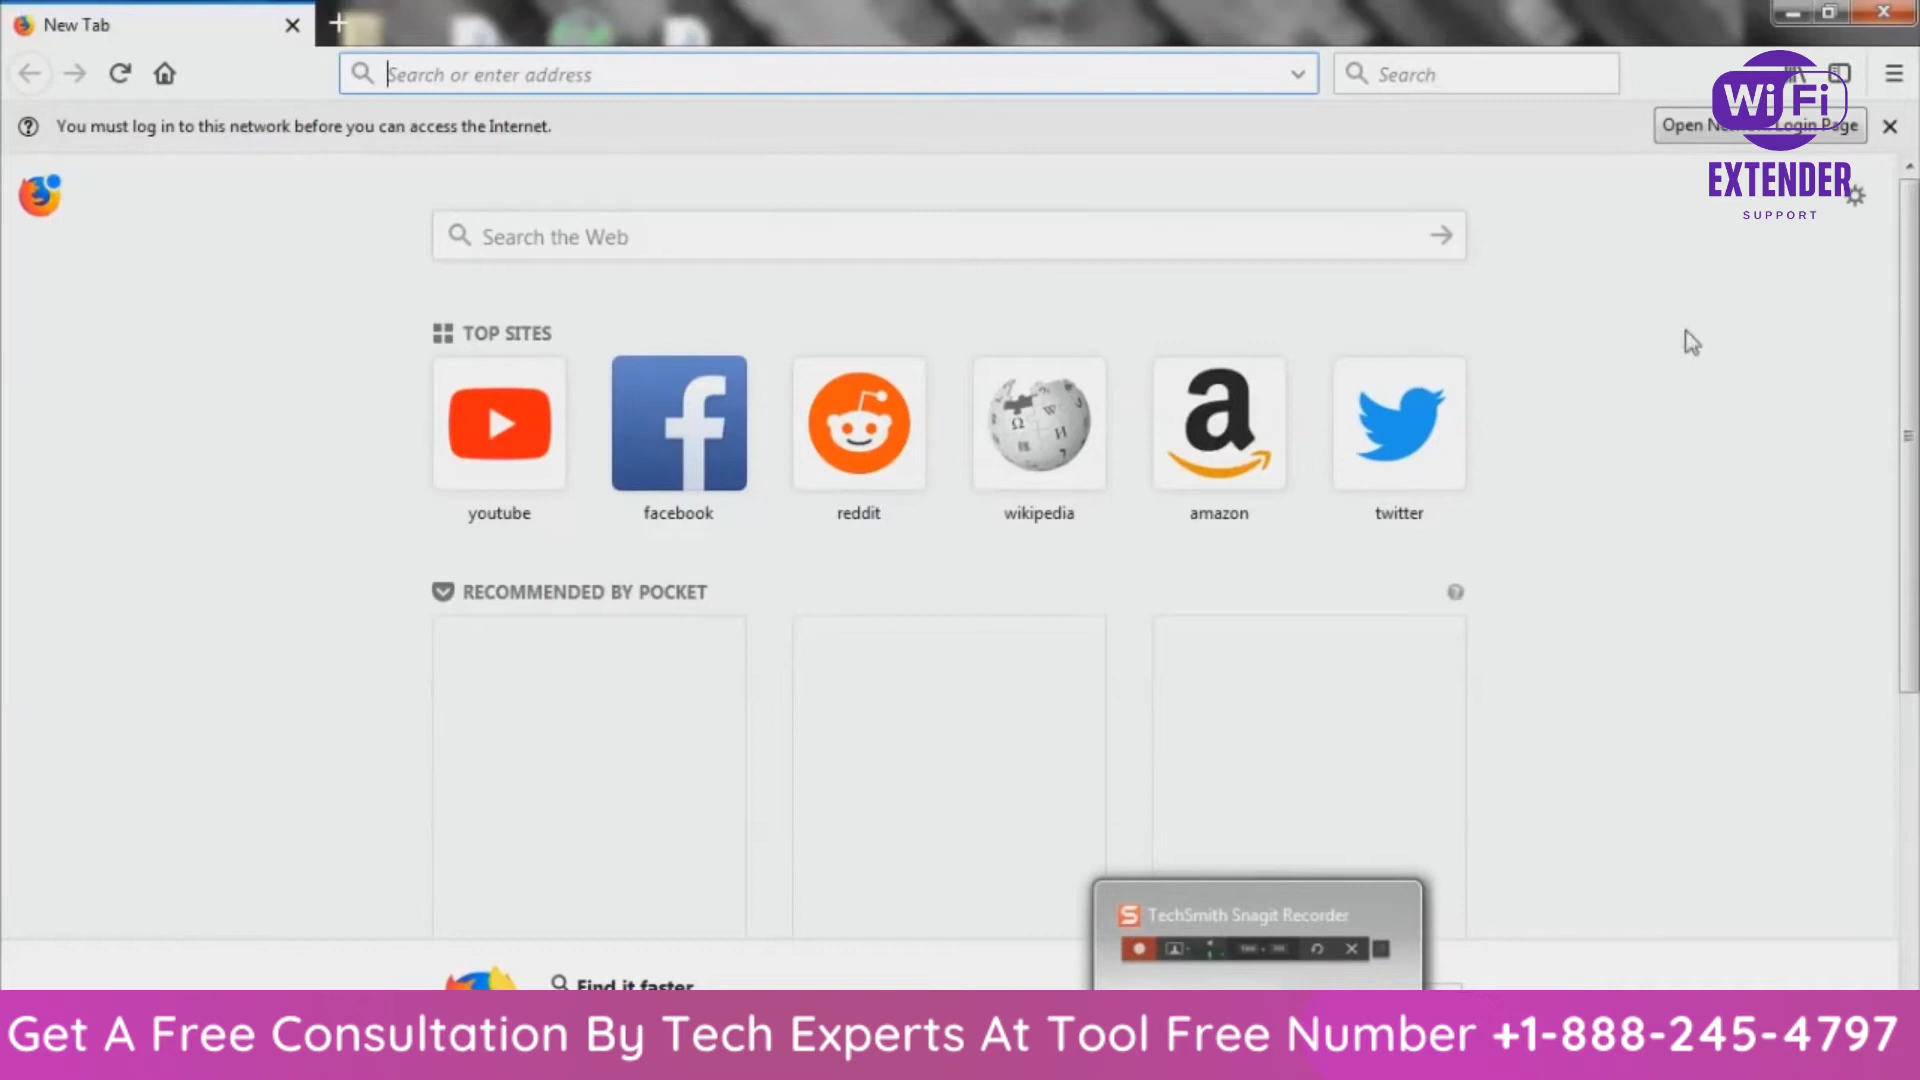 New Tab
Search or enter address
Search
Wi Fi
EXTENDER
SUPPORT
You must log in to this network before you can access the Internet.
Open Login Page
Search the Web
TOP SITES
youtube
facebook
reddit
wikipedia
amazon
twitter
RECOMMENDED BY POCKET
TechSmith Snagit Recorder
Find it faster
Get A Free Consultation By Tech Experts At Tool Free Number +1-888-245-4797